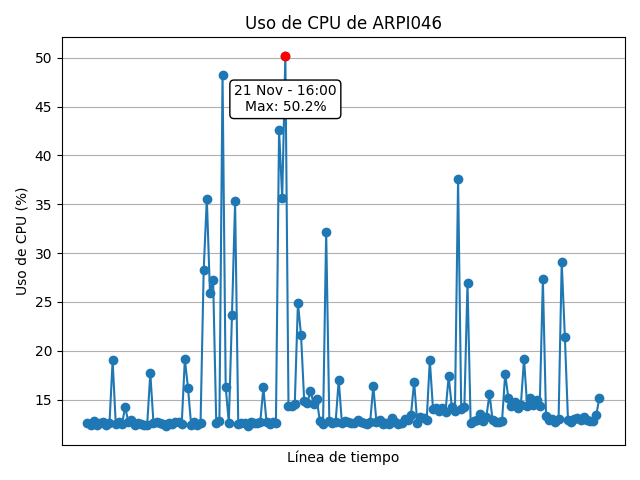 Uso de CPU de ARPI046
50
45
40
35
30
25
20
15
Uso de CPU (%)
21 Nov - 16:00
Max: 50.2%
Línea de tiempo